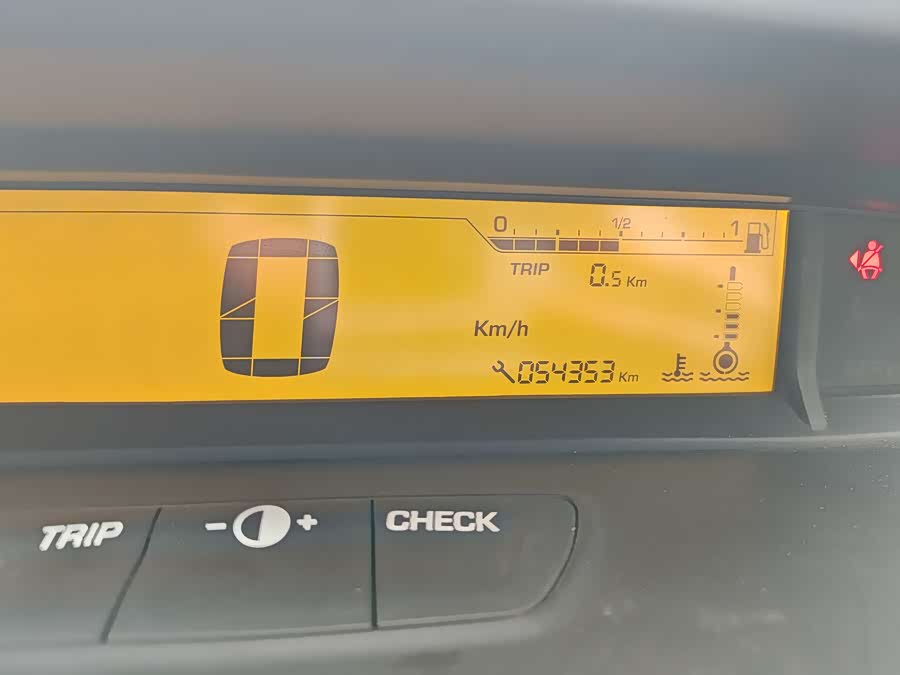 0 1/2 1
TRIP 0.5 Km
0 Km/h
054353 Km
TRIP - + CHECK